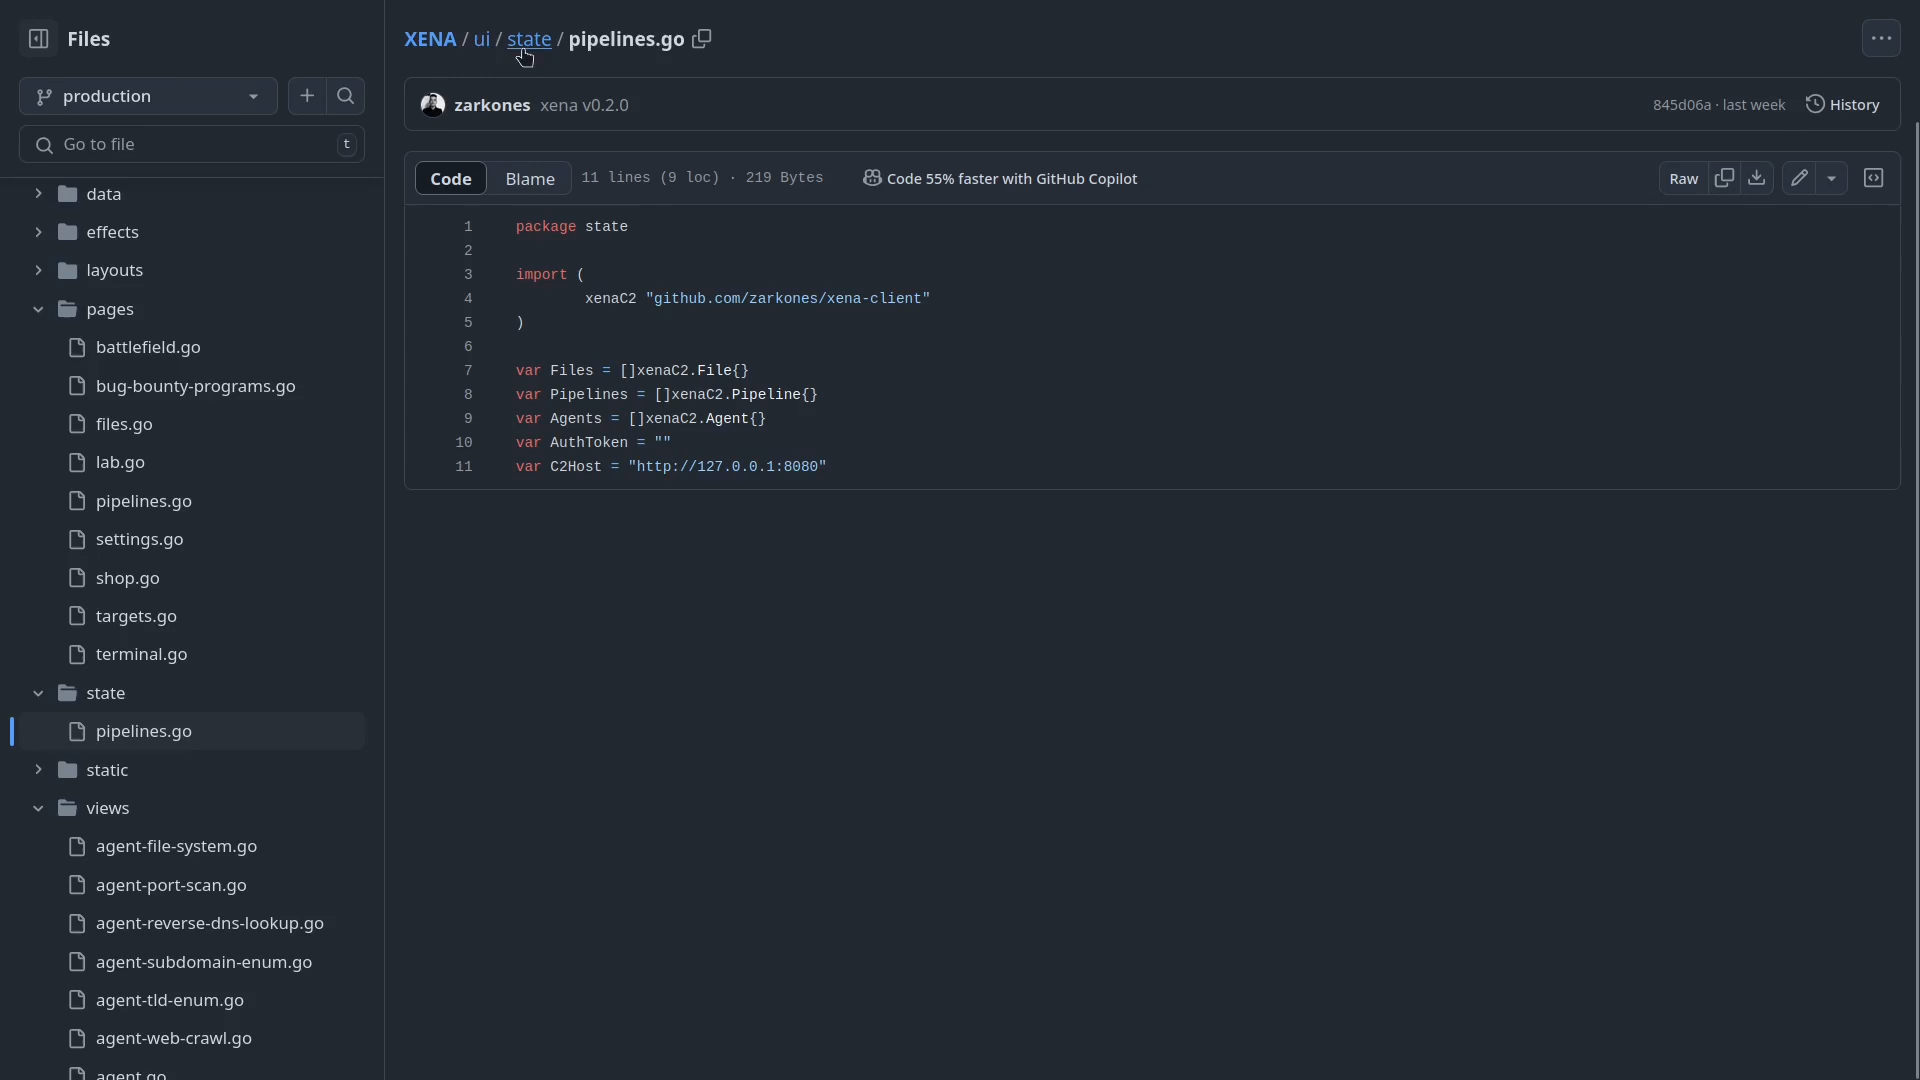 Files
production
Go to file
t
data
effects
layouts
pages
battlefield.go
bug-bounty-programs.go
files.go
lab.go
pipelines.go
settings.go
shop.go
targets.go
terminal.go
state
pipelines.go
static
views
agent-file-system.go
agent-port-scan.go
agent-reverse-dns-lookup.go
agent-subdomain-enum.go
agent-tld-enum.go
agent-web-crawl.go
agent.go
XENA / ui / state / pipelines.go
zarkones xena v0.2.0
845d06a · last week
History
Code Blame 11 lines (9 loc) · 219 Bytes
Code 55% faster with GitHub Copilot
Raw
1 package state
2
3 import (
4 xenaC2 "github.com/zarkones/xena-client"
5 )
6
7 var Files = []xenaC2.File{}
8 var Pipelines = []xenaC2.Pipeline{}
9 var Agents = []xenaC2.Agent{}
10 var AuthToken = ""
11 var C2Host = "http://127.0.0.1:8080"